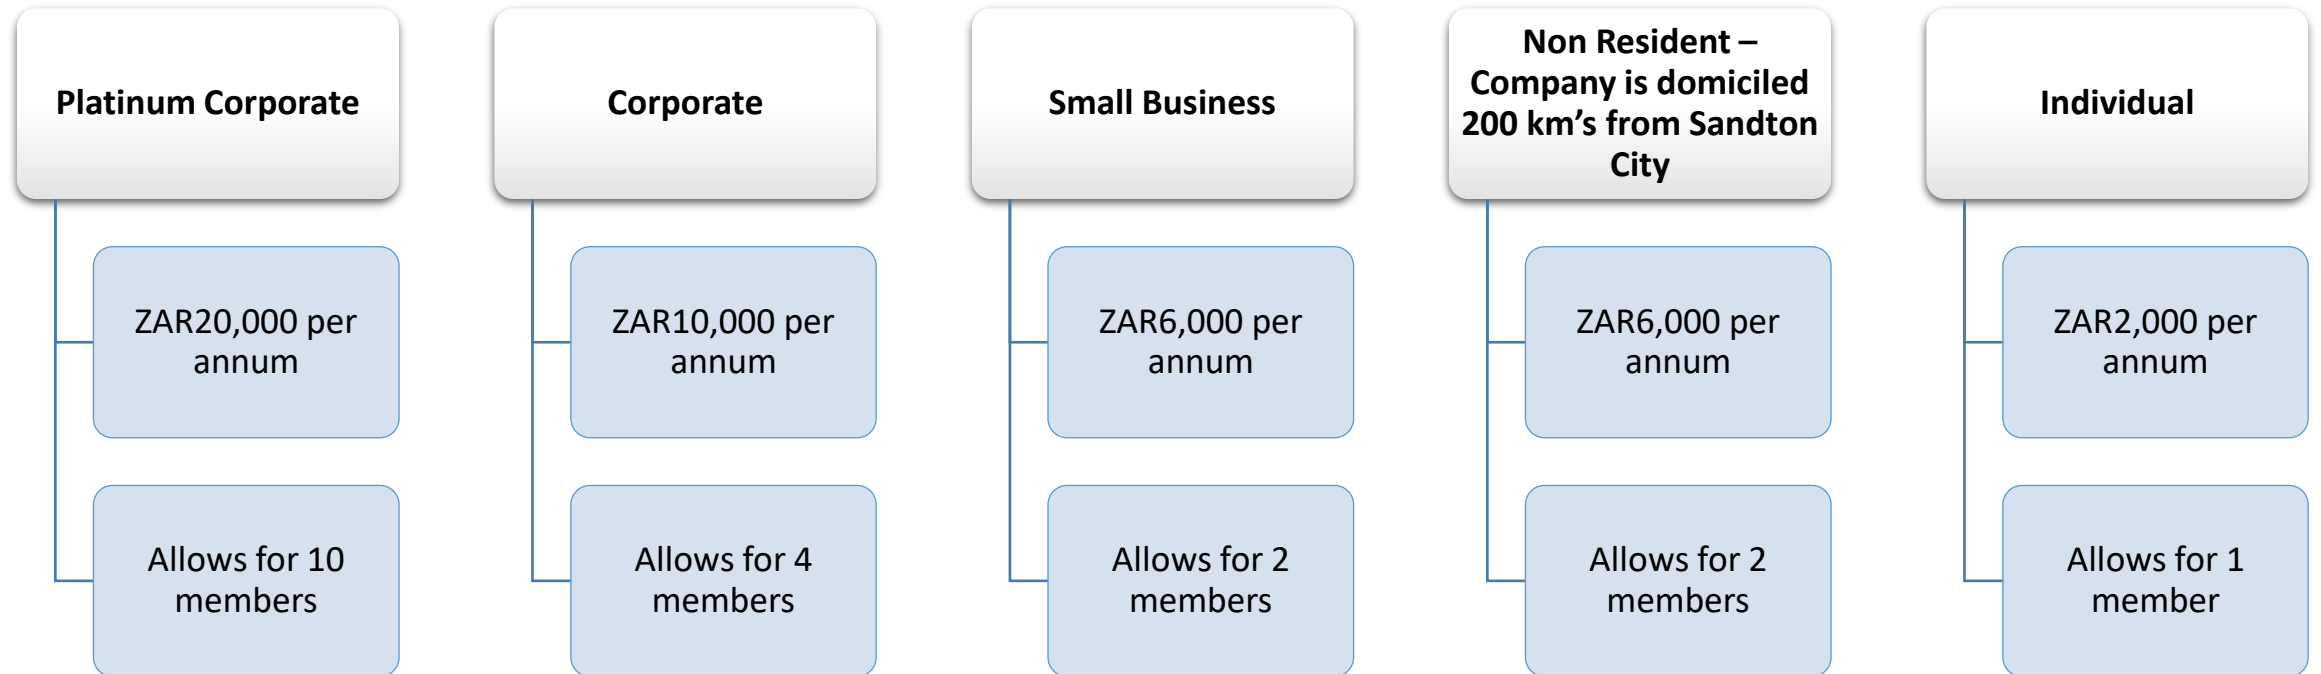 Platinum Corporate
ZAR20,000 per
annum
Allows for 10
members
Corporate
ZAR10,000 per
annum
Allows for 4
members
Small Business
ZAR6,000 per
annum
Allows for 2
members
Non Resident –
Company is domiciled
200 km’s from Sandton
City
ZAR6,000 per
annum
Allows for 2
members
Individual
ZAR2,000 per
annum
Allows for 1
member